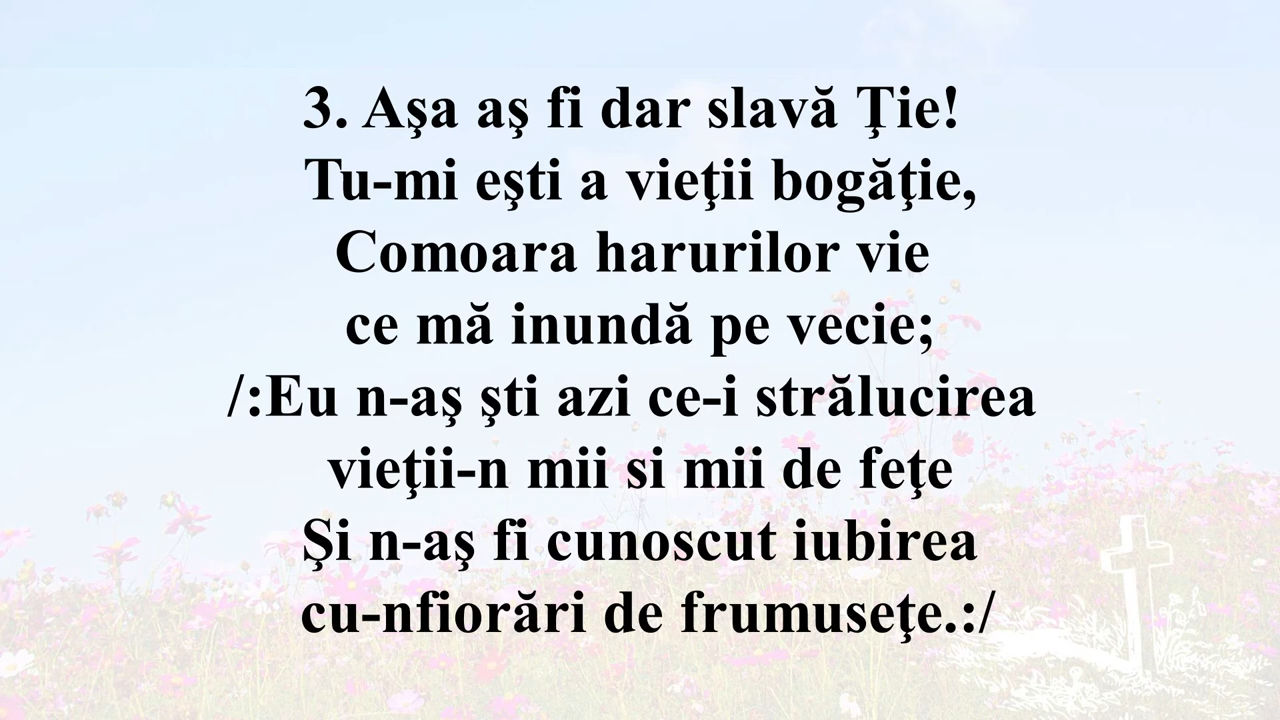 3. Aşa aş fi dar slavă Ţie!
Tu-mi eşti a vieţii bogăţie,
Comoara harurilor vie
ce mă inundă pe vecie;
/:Eu n-aş şti azi ce-i strălucirea
vieţii-n mii si mii de feţe
Şi n-aş fi cunoscut iubirea
cu-nfiorări de frumuseţe.:/